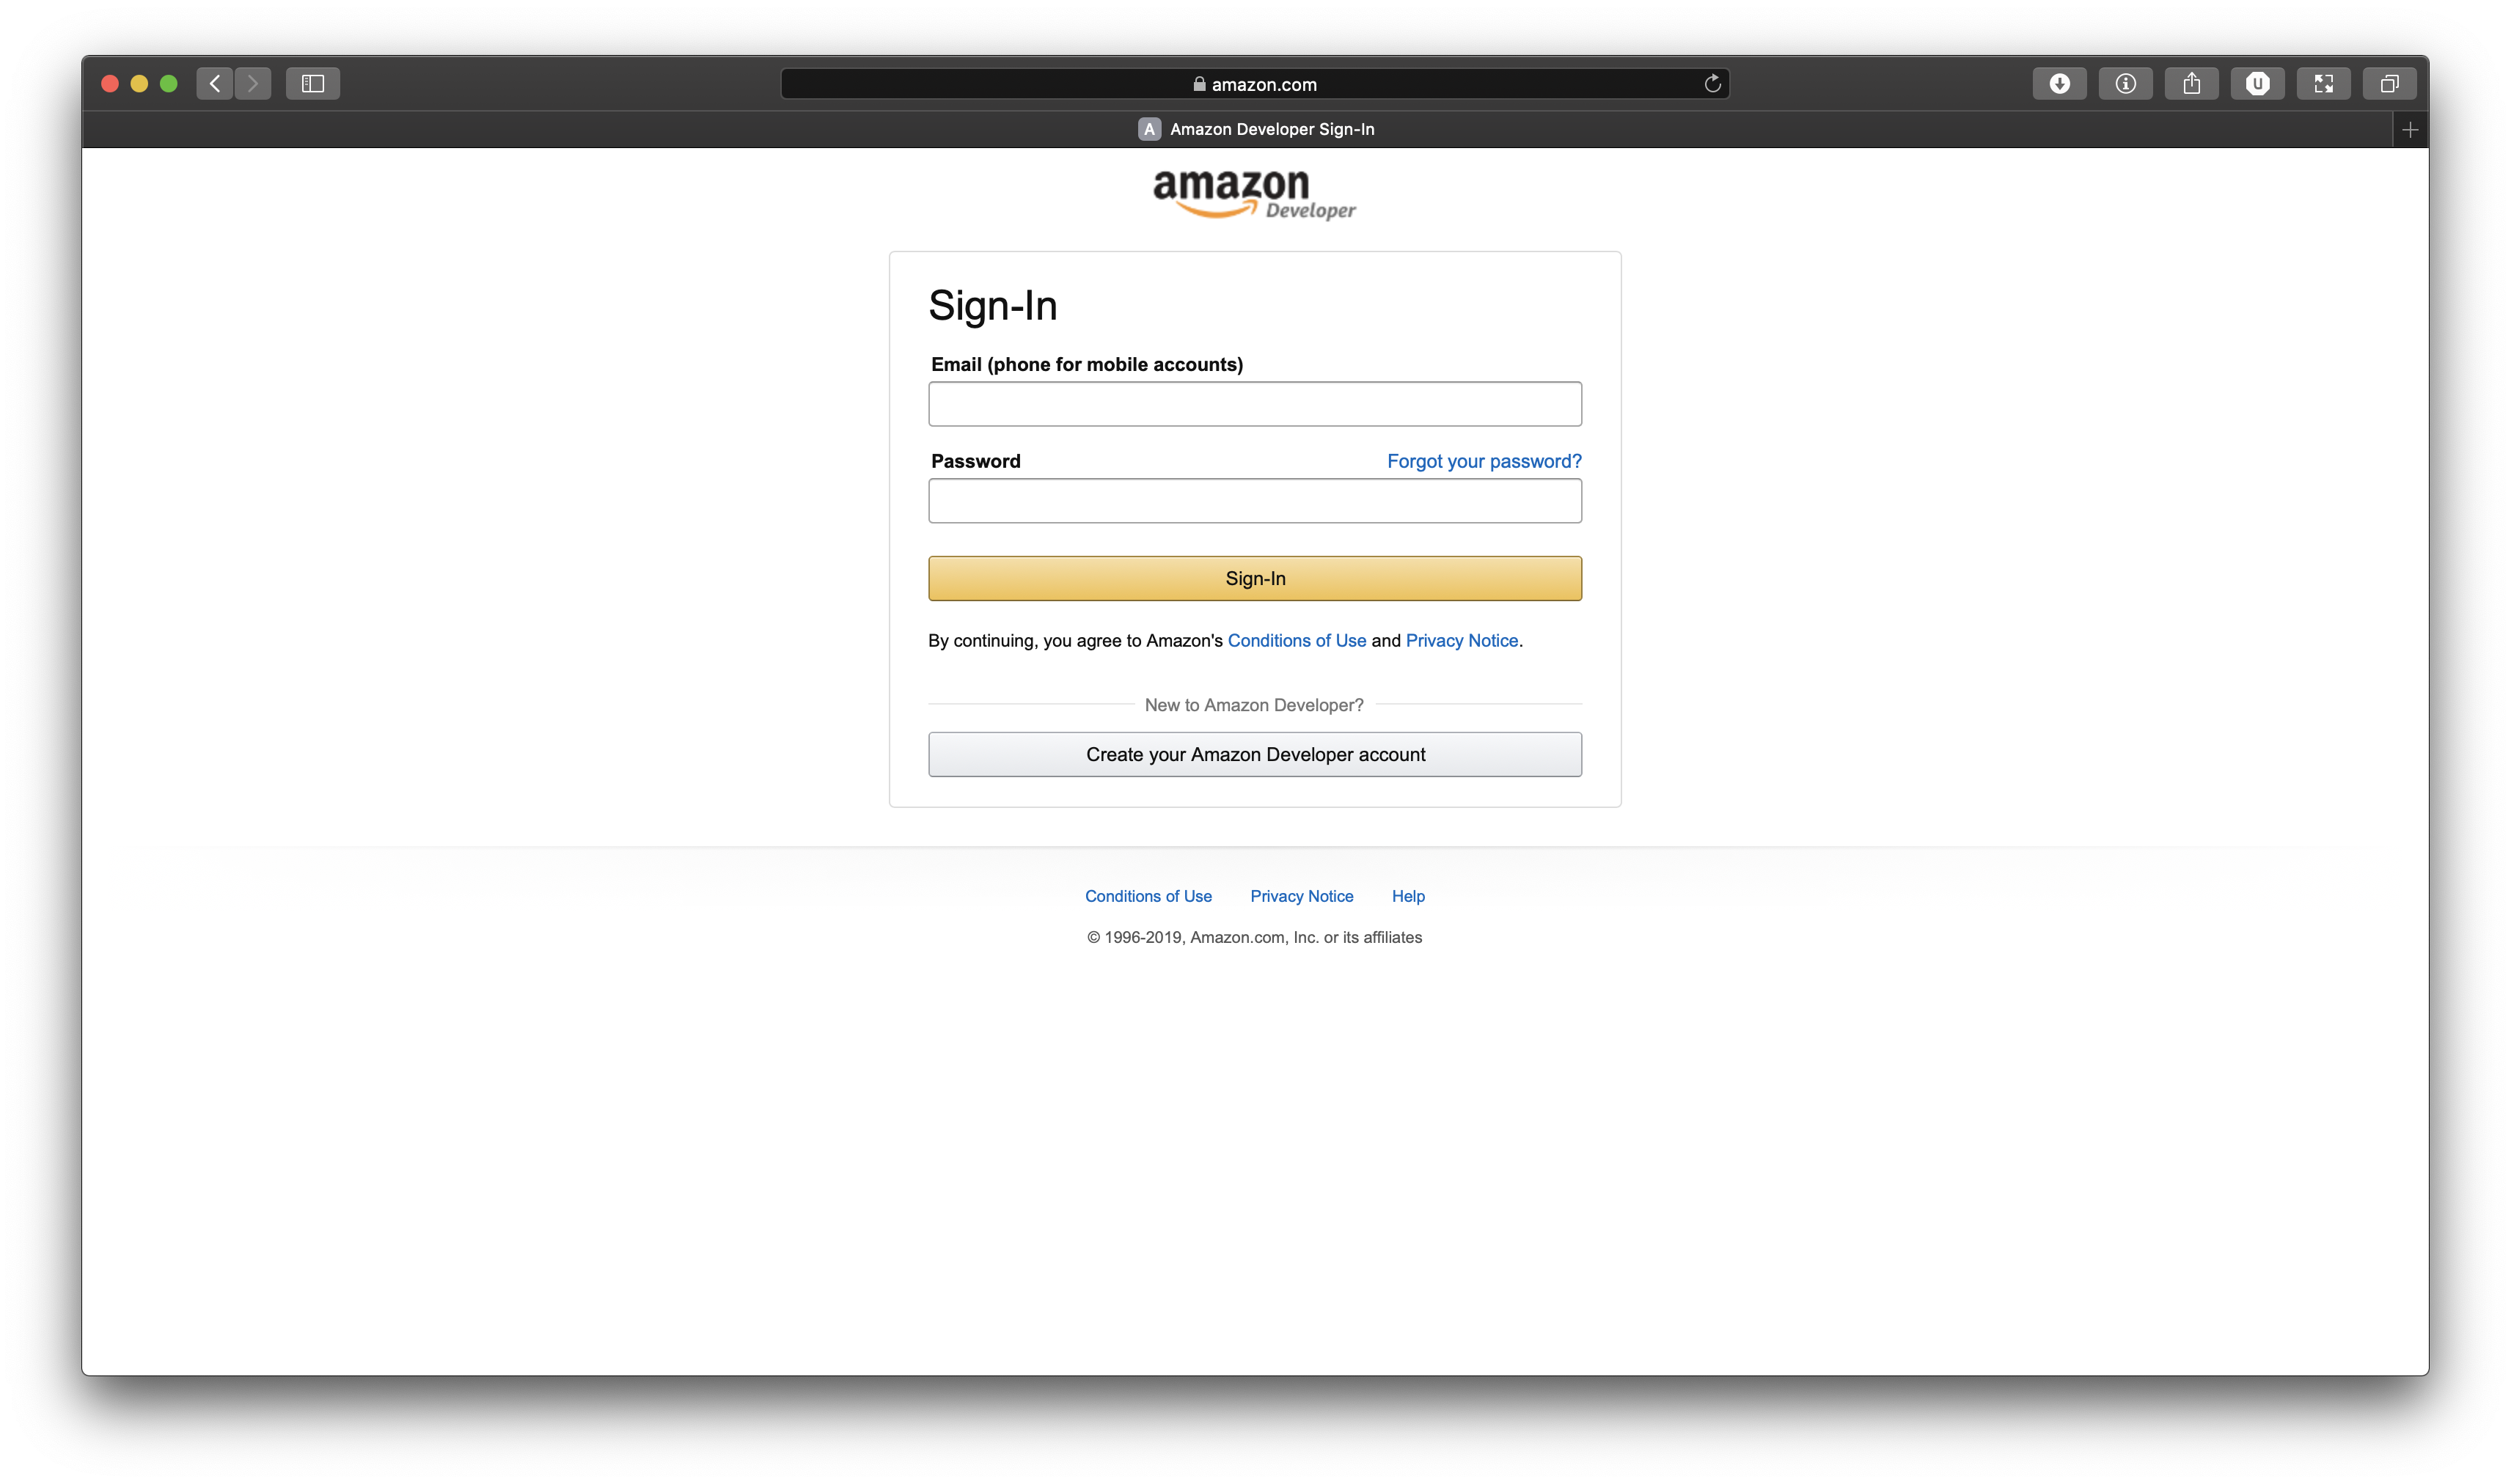 amazon.com
A Amazon Developer Sign-In
amazon
Developer
Sign-In
Email (phone for mobile accounts)
Password Forgot your password?
Sign-In
By continuing, you agree to Amazon's Conditions of Use and Privacy Notice.
New to Amazon Developer?
Create your Amazon Developer account
Conditions of Use Privacy Notice Help
© 1996-2019, Amazon.com, Inc. or its affiliates